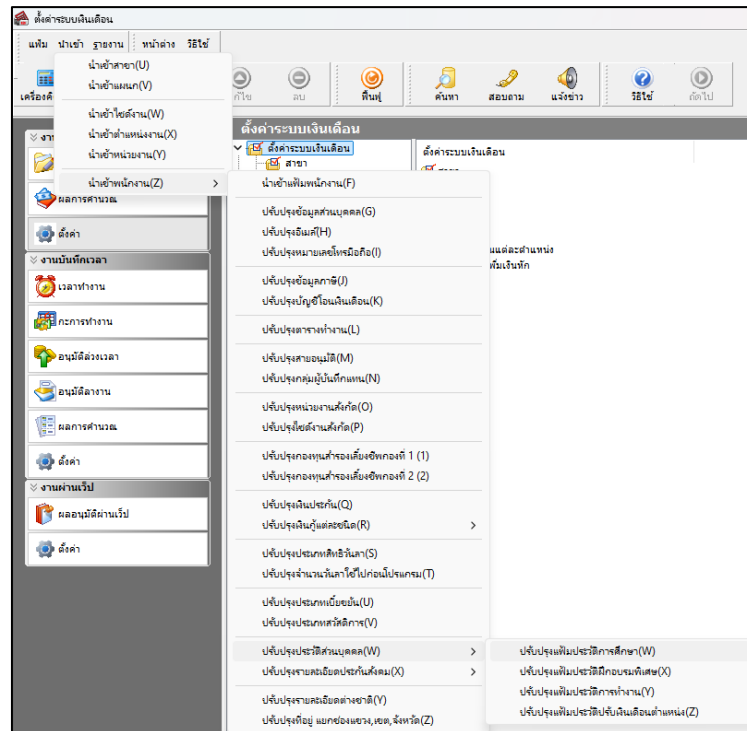 ตั้งค่าระบบเงินเดือน
แฟ้ม นำเข้า รายงาน หน้าต่าง วิธีใช้
นำเข้าสาขา(U)
นำเข้าแผนก(V)
นำเข้าไซต์งาน(W)
นำเข้าตำแหน่งงาน(X)
นำเข้าหน่วยงาน(Y)
นำเข้าพนักงาน(Z)
ลบ ฟื้นฟู ค้นหา สอบถาม แจ้งข่าว วิธีใช้ ถัดไป
ตั้งค่าระบบเงินเดือน
ตั้งค่าระบบเงินเดือน
สาขา
ตั้งค่าระบบเงินเดือน
ผลการคำนวณ
ตั้งค่า
งานบันทึกเวลา
เวลาทำงาน
กะการทำงาน
อนุมัติล่วงเวลา
อนุมัติลางาน
ผลการคำนวณ
ตั้งค่า
งานผ่านเว็ป
ผลอนุมัติผ่านเว็ป
ตั้งค่า
นำเข้าแฟ้มพนักงาน(F)
ปรับปรุงข้อมูลส่วนบุคคล(G)
ปรับปรุงอีเมล์(H)
ปรับปรุงหมายเลขโทรมือถือ(I)
ปรับปรุงข้อมูลภาษี(J)
ปรับปรุงบัญชีโอนเงินเดือน(K)
ปรับปรุงตารางทำงาน(L)
ปรับปรุงสายอนุมัติ(M)
ปรับปรุงกลุ่มผู้บันทึกแทน(N)
ปรับปรุงหน่วยงานสังกัด(O)
ปรับปรุงไซต์งานสังกัด(P)
ปรับปรุงกองทุนสำรองเลี้ยงชีพกองที่ 1 (1)
ปรับปรุงกองทุนสำรองเลี้ยงชีพกองที่ 2 (2)
ปรับปรุงเงินประกัน(Q)
ปรับปรุงเงินกู้แต่ละชนิด(R)
ปรับปรุงประเภทสิทธิวันลา(S)
ปรับปรุงจำนวนวันลาใช้ไปก่อนโปรแกรม(T)
ปรับปรุงประเภทเบี้ยขยัน(U)
ปรับปรุงประเภทสวัสดิการ(V)
ปรับปรุงประวัติส่วนบุคคล(W)
ปรับปรุงรายละเอียดประกันสังคม(X)
ปรับปรุงรายละเอียดต่างชาติ(Y)
ปรับปรุงที่อยู่ แยกช่องแขวง,เขต,จังหวัด(Z)
ปรับปรุงแฟ้มประวัติการศึกษา(W)
ปรับปรุงแฟ้มประวัติฝึกอบรมพิเศษ(X)
ปรับปรุงแฟ้มประวัติการทำงาน(Y)
ปรับปรุงแฟ้มประวัติปรับเงินเดือนตำแหน่ง(Z)